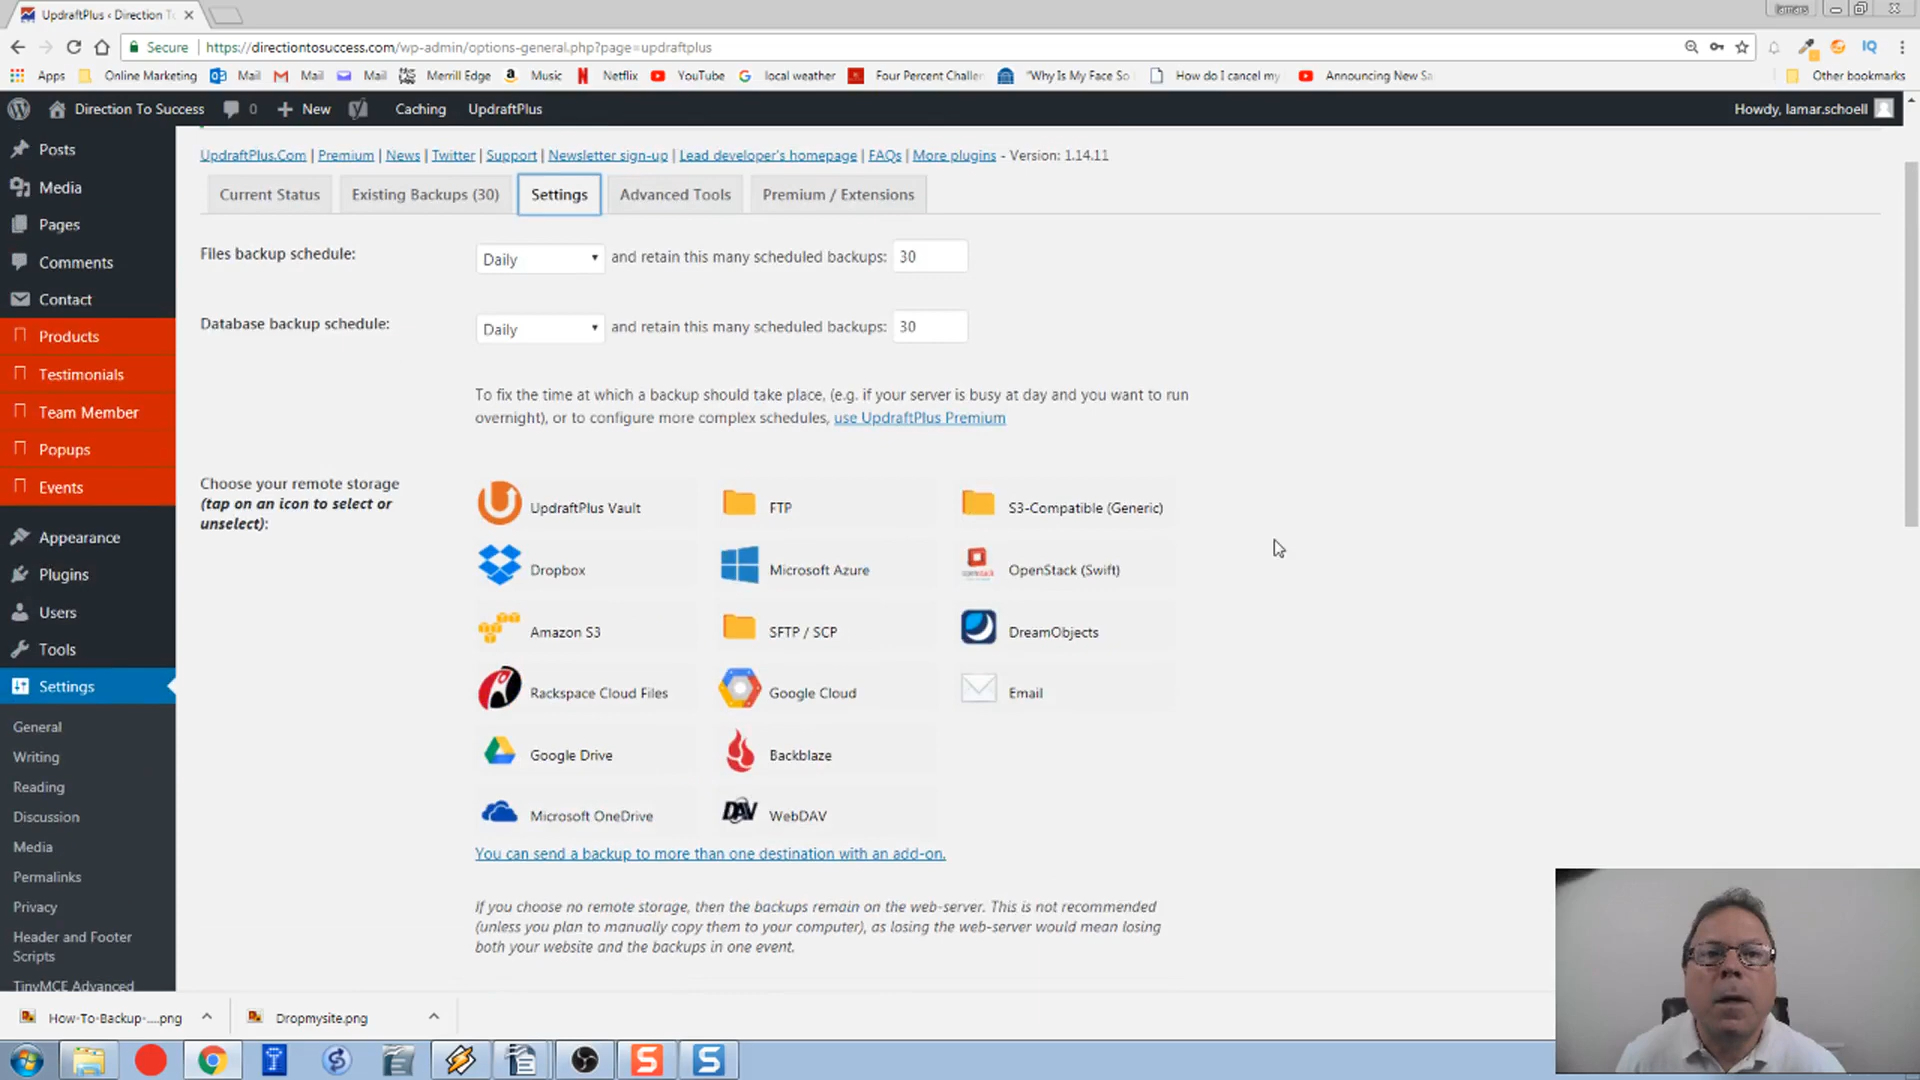 UpdraftPlus ‹ Direction To
lamars
Secure
https://directiontosuccess.com/wp-admin/options-general.php?page=updraftplus
Apps Online Marketing Mail Mail Mail Merrill Edge Music Netflix YouTube local weather Four Percent Challen "Why Is My Face So How do I cancel my Announcing New Sa Other bookmarks
Direction To Success 0 New Caching UpdraftPlus Howdy, lamar.schoell
UpdraftPlus.Com | Premium | News | Twitter | Support | Newsletter sign-up | Lead developer's homepage | FAQs | More plugins - Version: 1.14.11
Current Status Existing Backups (30) Settings Advanced Tools Premium / Extensions
Posts
Media
Pages
Comments
Contact
Products
Testimonials
Team Member
Popups
Events
Appearance
Plugins
Users
Tools
Settings
General
Writing
Reading
Discussion
Media
Permalinks
Privacy
Header and Footer
Scripts
TinyMCE Advanced
Files backup schedule: Daily and retain this many scheduled backups: 30
Database backup schedule: Daily and retain this many scheduled backups: 30
To fix the time at which a backup should take place, (e.g. if your server is busy at day and you want to run
overnight), or to configure more complex schedules, use UpdraftPlus Premium
Choose your remote storage
(tap on an icon to select or
unselect):
UpdraftPlus Vault FTP S3-Compatible (Generic)
Dropbox Microsoft Azure openstack OpenStack (Swift)
Amazon S3 SFTP / SCP DreamObjects
Rackspace Cloud Files Google Cloud Email
Google Drive Backblaze
Microsoft OneDrive DAV WebDAV
You can send a backup to more than one destination with an add-on.
If you choose no remote storage, then the backups remain on the web-server. This is not recommended
(unless you plan to manually copy them to your computer), as losing the web-server would mean losing
both your website and the backups in one event.
How-To-Backup-....png Dropmysite.png